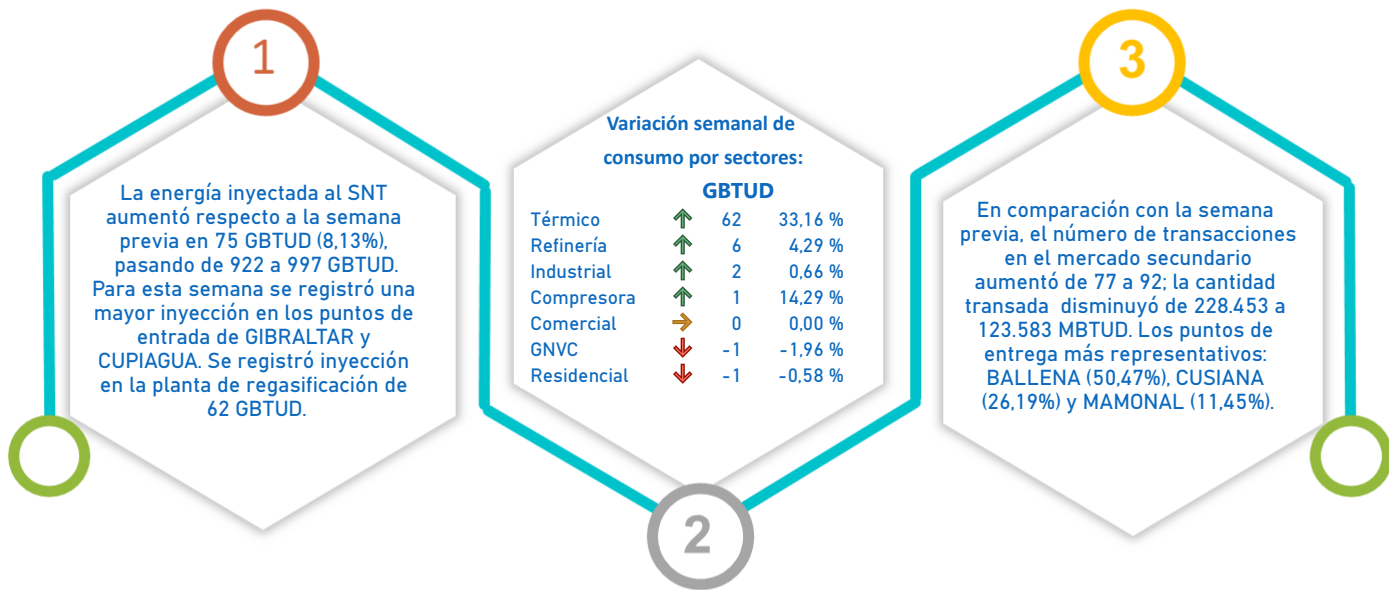 1
La energía inyectada al SNT
aumentó respecto a la semana
previa en 75 GBTUD (8,13%),
pasando de 922 a 997 GBTUD.
Para esta semana se registró una
mayor inyección en los puntos de
entrada de GIBRALTAR y
CUPIAGUA. Se registró inyección
en la planta de regasificación de
62 GBTUD.
Variación semanal de
consumo por sectores:
GBTUD
Térmico 62 33,16 %
Refinería 6 4,29 %
Industrial 2 0,66 %
Compresora 1 14,29 %
Comercial 0 0,00 %
GNVC -1 -1,96 %
Residencial -1 -0,58 %
2
3
En comparación con la semana
previa, el número de transacciones
en el mercado secundario
aumentó de 77 a 92; la cantidad
transada disminuyó de 228.453 a
123.583 MBTUD. Los puntos de
entrega más representativos:
BALLENA (50,47%), CUSIANA
(26,19%) y MAMONAL (11,45%).